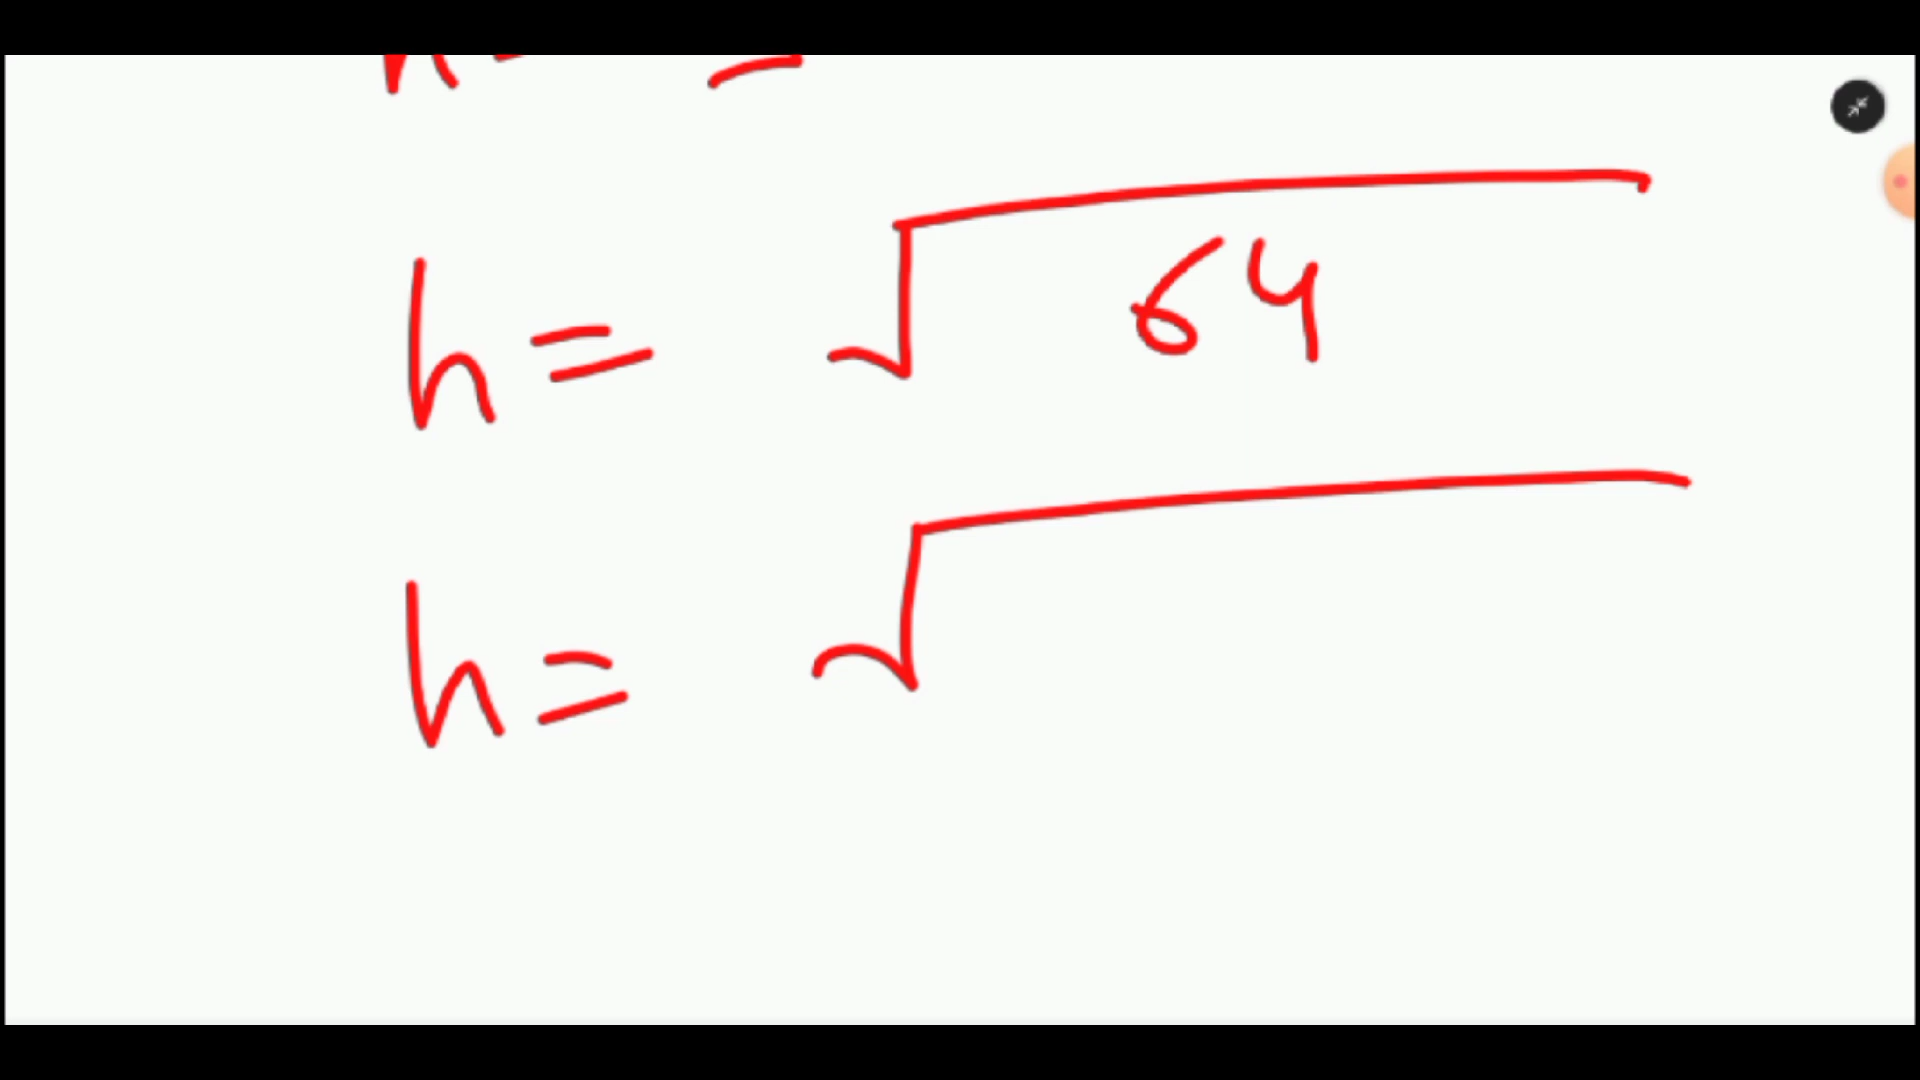 h = √64
h = √